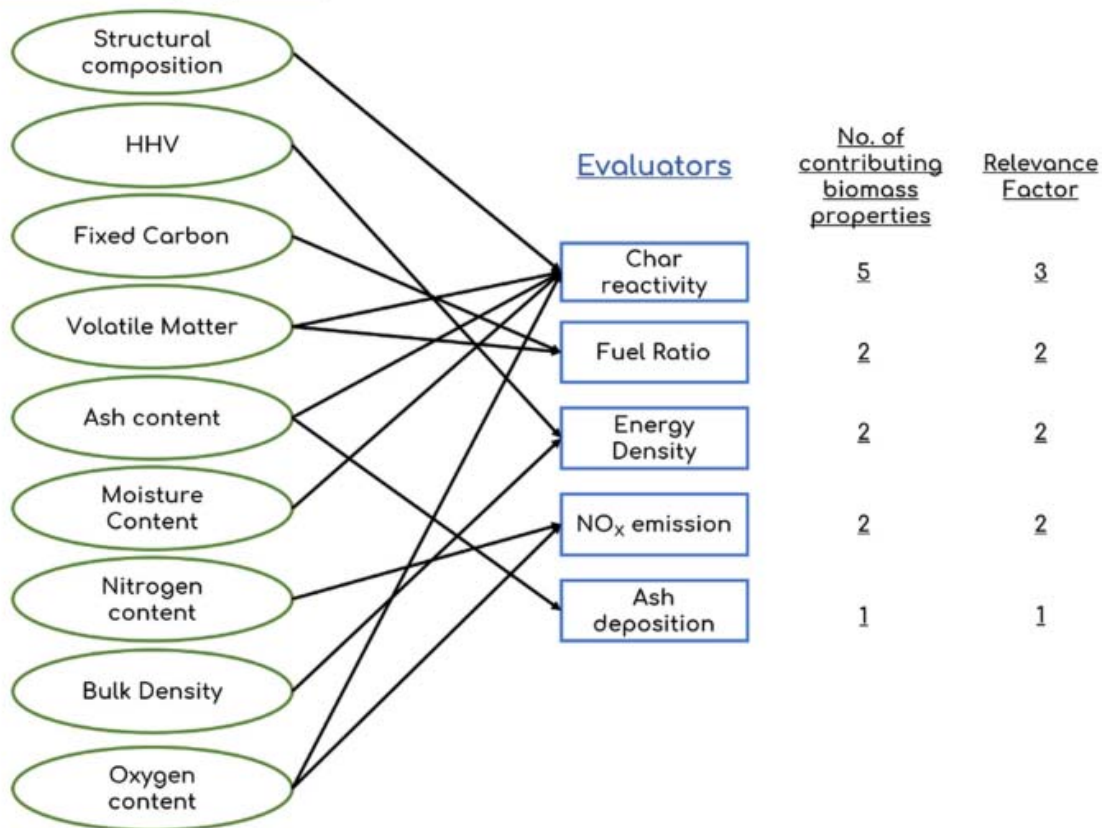 Structural
composition
HHV
Fixed Carbon
Volatile Matter
Ash content
Moisture
Content
Nitrogen
content
Bulk Density
Oxygen
content
Evaluators
Char
reactivity
Fuel Ratio
Energy
Density
NOx emission
Ash
deposition
No. of
contributing
biomass
properties
5
2
2
2
1
Relevance
Factor
3
2
2
2
1